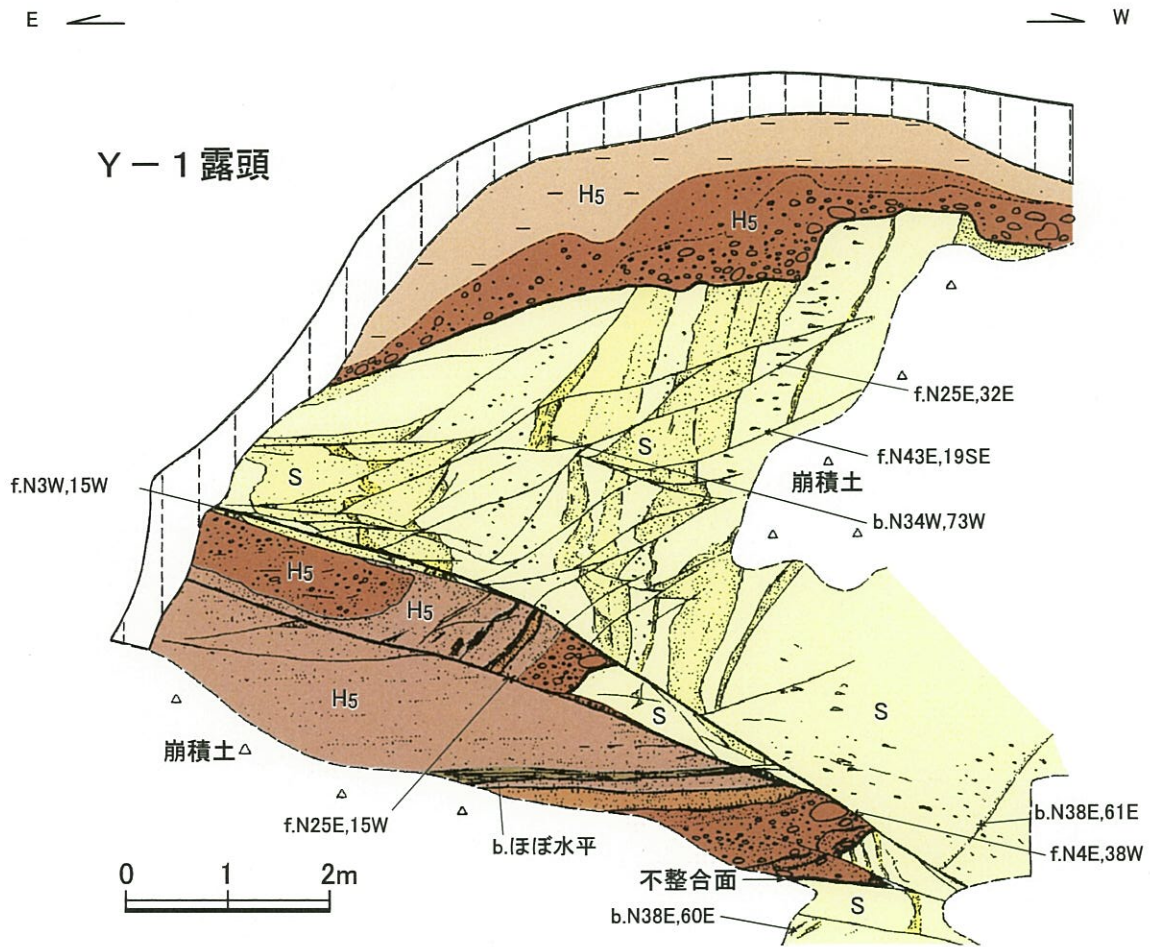 E
W
Y－1露頭
H5
H5
f.N25E,32E
f.N43E,19SE
S
S
崩積土
f.N3W,15W
b.N34W,73W
H5
H5
H5
S
S
崩積土
f.N25E,15W
b.ほぼ水平
b.N38E,61E
f.N4E,38W
不整合面
S
b.N38E,60E
0 1 2m